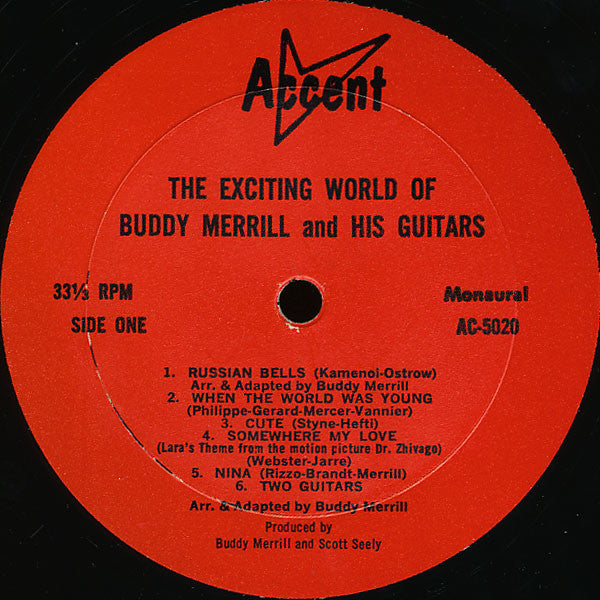 Accent
THE EXCITING WORLD OF
BUDDY MERRILL and HIS GUITARS
33⅓ RPM
SIDE ONE
Monaural
AC-5020
1. RUSSIAN BELLS (Kamenoi-Ostrow)
Arr. & Adapted by Buddy Merrill
2. WHEN THE WORLD WAS YOUNG
(Philippe-Gerard-Mercer-Vannier)
3. CUTE (Styne-Hefti)
4. SOMEWHERE MY LOVE
(Lara's Theme from the motion picture Dr. Zhivago)
(Webster-Jarre)
5. NINA (Rizzo-Brandt-Merrill)
6. TWO GUITARS
Arr. & Adapted by Buddy Merrill
Produced by
Buddy Merrill and Scott Seely